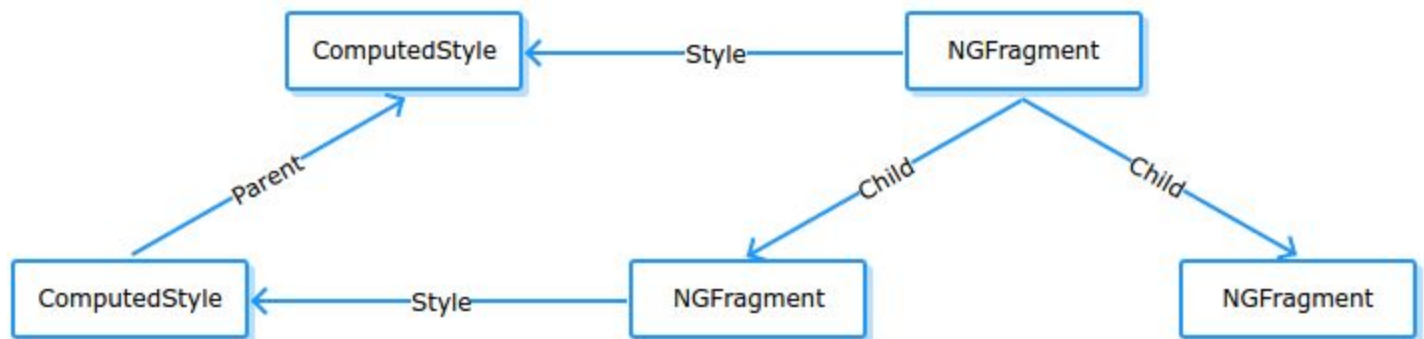 ComputedStyle
Style
NGFragment
Parent
Child
Child
ComputedStyle
Style
NGFragment
NGFragment